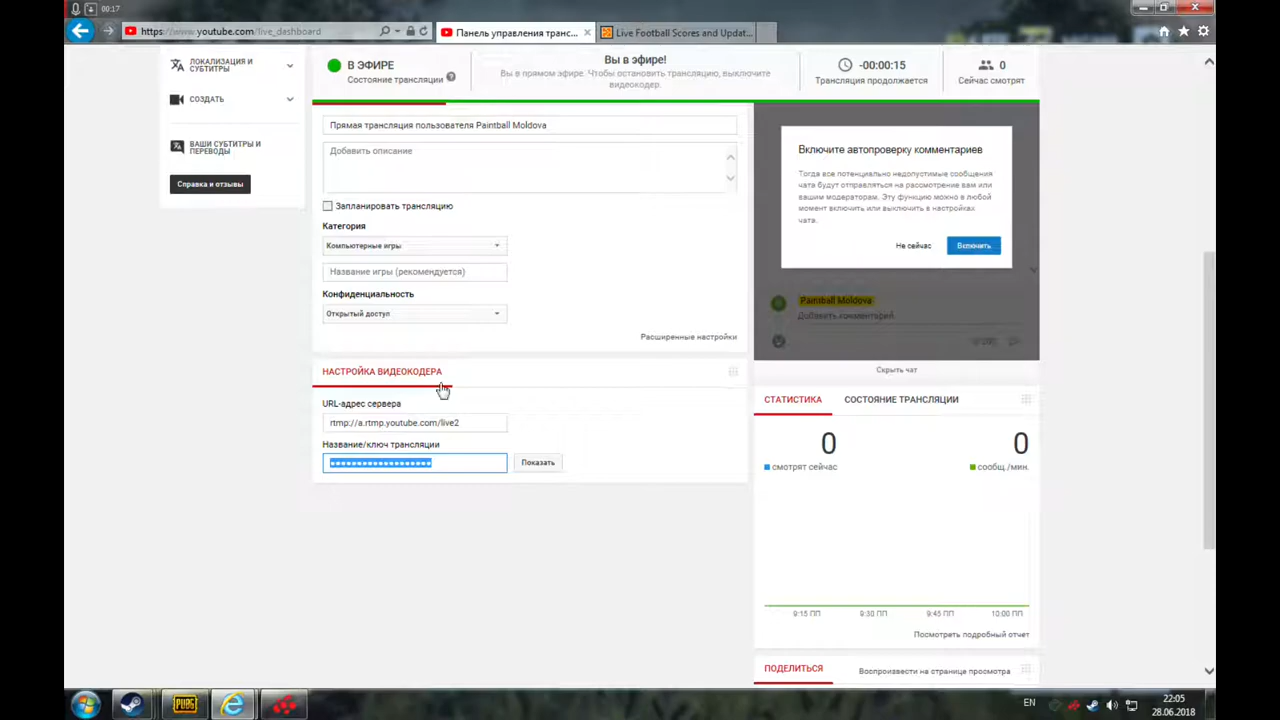 00:17
https://www.youtube.com/live_dashboard
Панель управления транс...
Live Football Scores and Updat...
ЛОКАЛИЗАЦИЯ И СУБТИТРЫ
СОЗДАТЬ
ВАШИ СУБТИТРЫ И ПЕРЕВОДЫ
Справка и отзывы
В ЭФИРЕ
Состояние трансляции
Вы в эфире!
Вы в прямом эфире. Чтобы остановить трансляцию, выключите
видеокодер.
-00:00:15
Трансляция продолжается
0
Сейчас смотрят
Прямая трансляция пользователя Paintball Moldova
Добавить описание
Запланировать трансляцию
Категория
Компьютерные игры
Название игры (рекомендуется)
Конфиденциальность
Открытый доступ
Расширенные настройки
НАСТРОЙКА ВИДЕОКОДЕРА
URL-адрес сервера
rtmp://a.rtmp.youtube.com/live2
Название/ключ трансляции
Показать
Включите автопроверку комментариев
Тогда все потенциально недопустимые сообщения
чата будут отправляться на рассмотрение вам или
вашим модераторам. Эту функцию можно в любой
момент включить или выключить в настройках
чата.
Не сейчас
Включить
Paintball Moldova
Добавить комментарий
Скрыть чат
СТАТИСТИКА
СОСТОЯНИЕ ТРАНСЛЯЦИИ
0
смотрят сейчас
0
сообщ./мин.
9:15 ПП
9:30 ПП
9:45 ПП
10:00 ПП
Посмотреть подробный отчет
ПОДЕЛИТЬСЯ
Воспроизвести на странице просмотра
PUBG
EN
22:05
28.06.2018